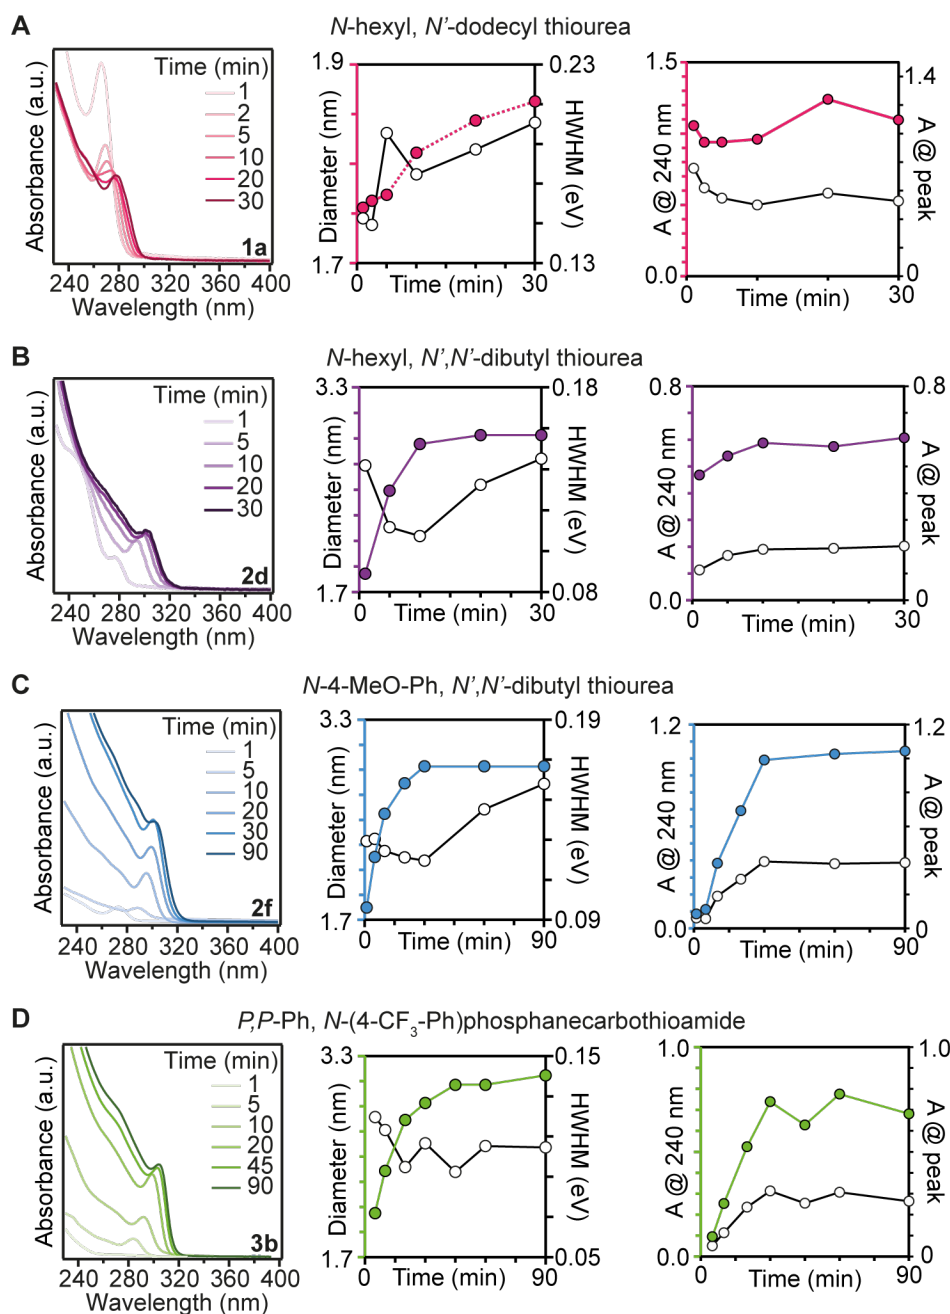 A
N-hexyl, N'-dodecyl thiourea
Absorbance (a.u.)
Time (min)
1
2
5
10
20
30
1a
240 280 320 360 400
Wavelength (nm)
Diameter (nm)
1.9
1.7
0.23
0.13
HWHM (eV)
0 Time (min) 30
A @ 240 nm
1.5
0.0
1.4
0
A @ peak
0 Time (min) 30
B
N-hexyl, N',N'-dibutyl thiourea
Absorbance (a.u.)
Time (min)
1
5
10
20
30
2d
240 280 320 360 400
Wavelength (nm)
Diameter (nm)
3.3
1.7
0.18
0.08
HWHM (eV)
0 Time (min) 30
A @ 240 nm
0.8
0.0
0.8
0
A @ peak
0 Time (min) 30
C
N-4-MeO-Ph, N',N'-dibutyl thiourea
Absorbance (a.u.)
Time (min)
1
5
10
20
30
90
2f
240 280 320 360 400
Wavelength (nm)
Diameter (nm)
3.3
1.7
0.19
0.09
HWHM (eV)
0 Time (min) 90
A @ 240 nm
1.2
0.0
1.2
0
A @ peak
0 Time (min) 90
D
P,P-Ph, N-(4-CF3-Ph)phosphanecarbothioamide
Absorbance (a.u.)
Time (min)
1
5
10
20
45
90
3b
240 280 320 360 400
Wavelength (nm)
Diameter (nm)
3.3
1.7
0.15
0.05
HWHM (eV)
0 Time (min) 90
A @ 240 nm
1.0
0.0
1.0
0
A @ peak
0 Time (min) 90